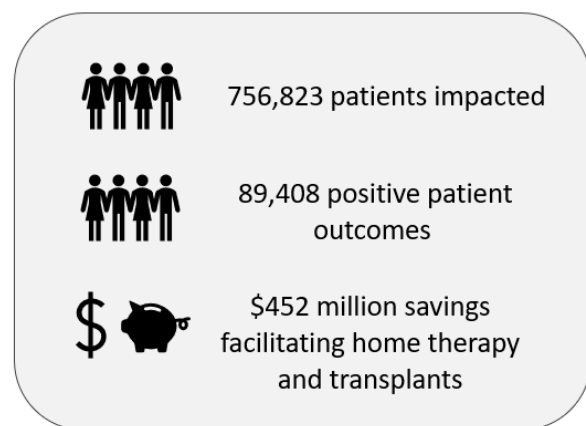 756,823 patients impacted
89,408 positive patient
outcomes
$452 million savings
facilitating home therapy
and transplants